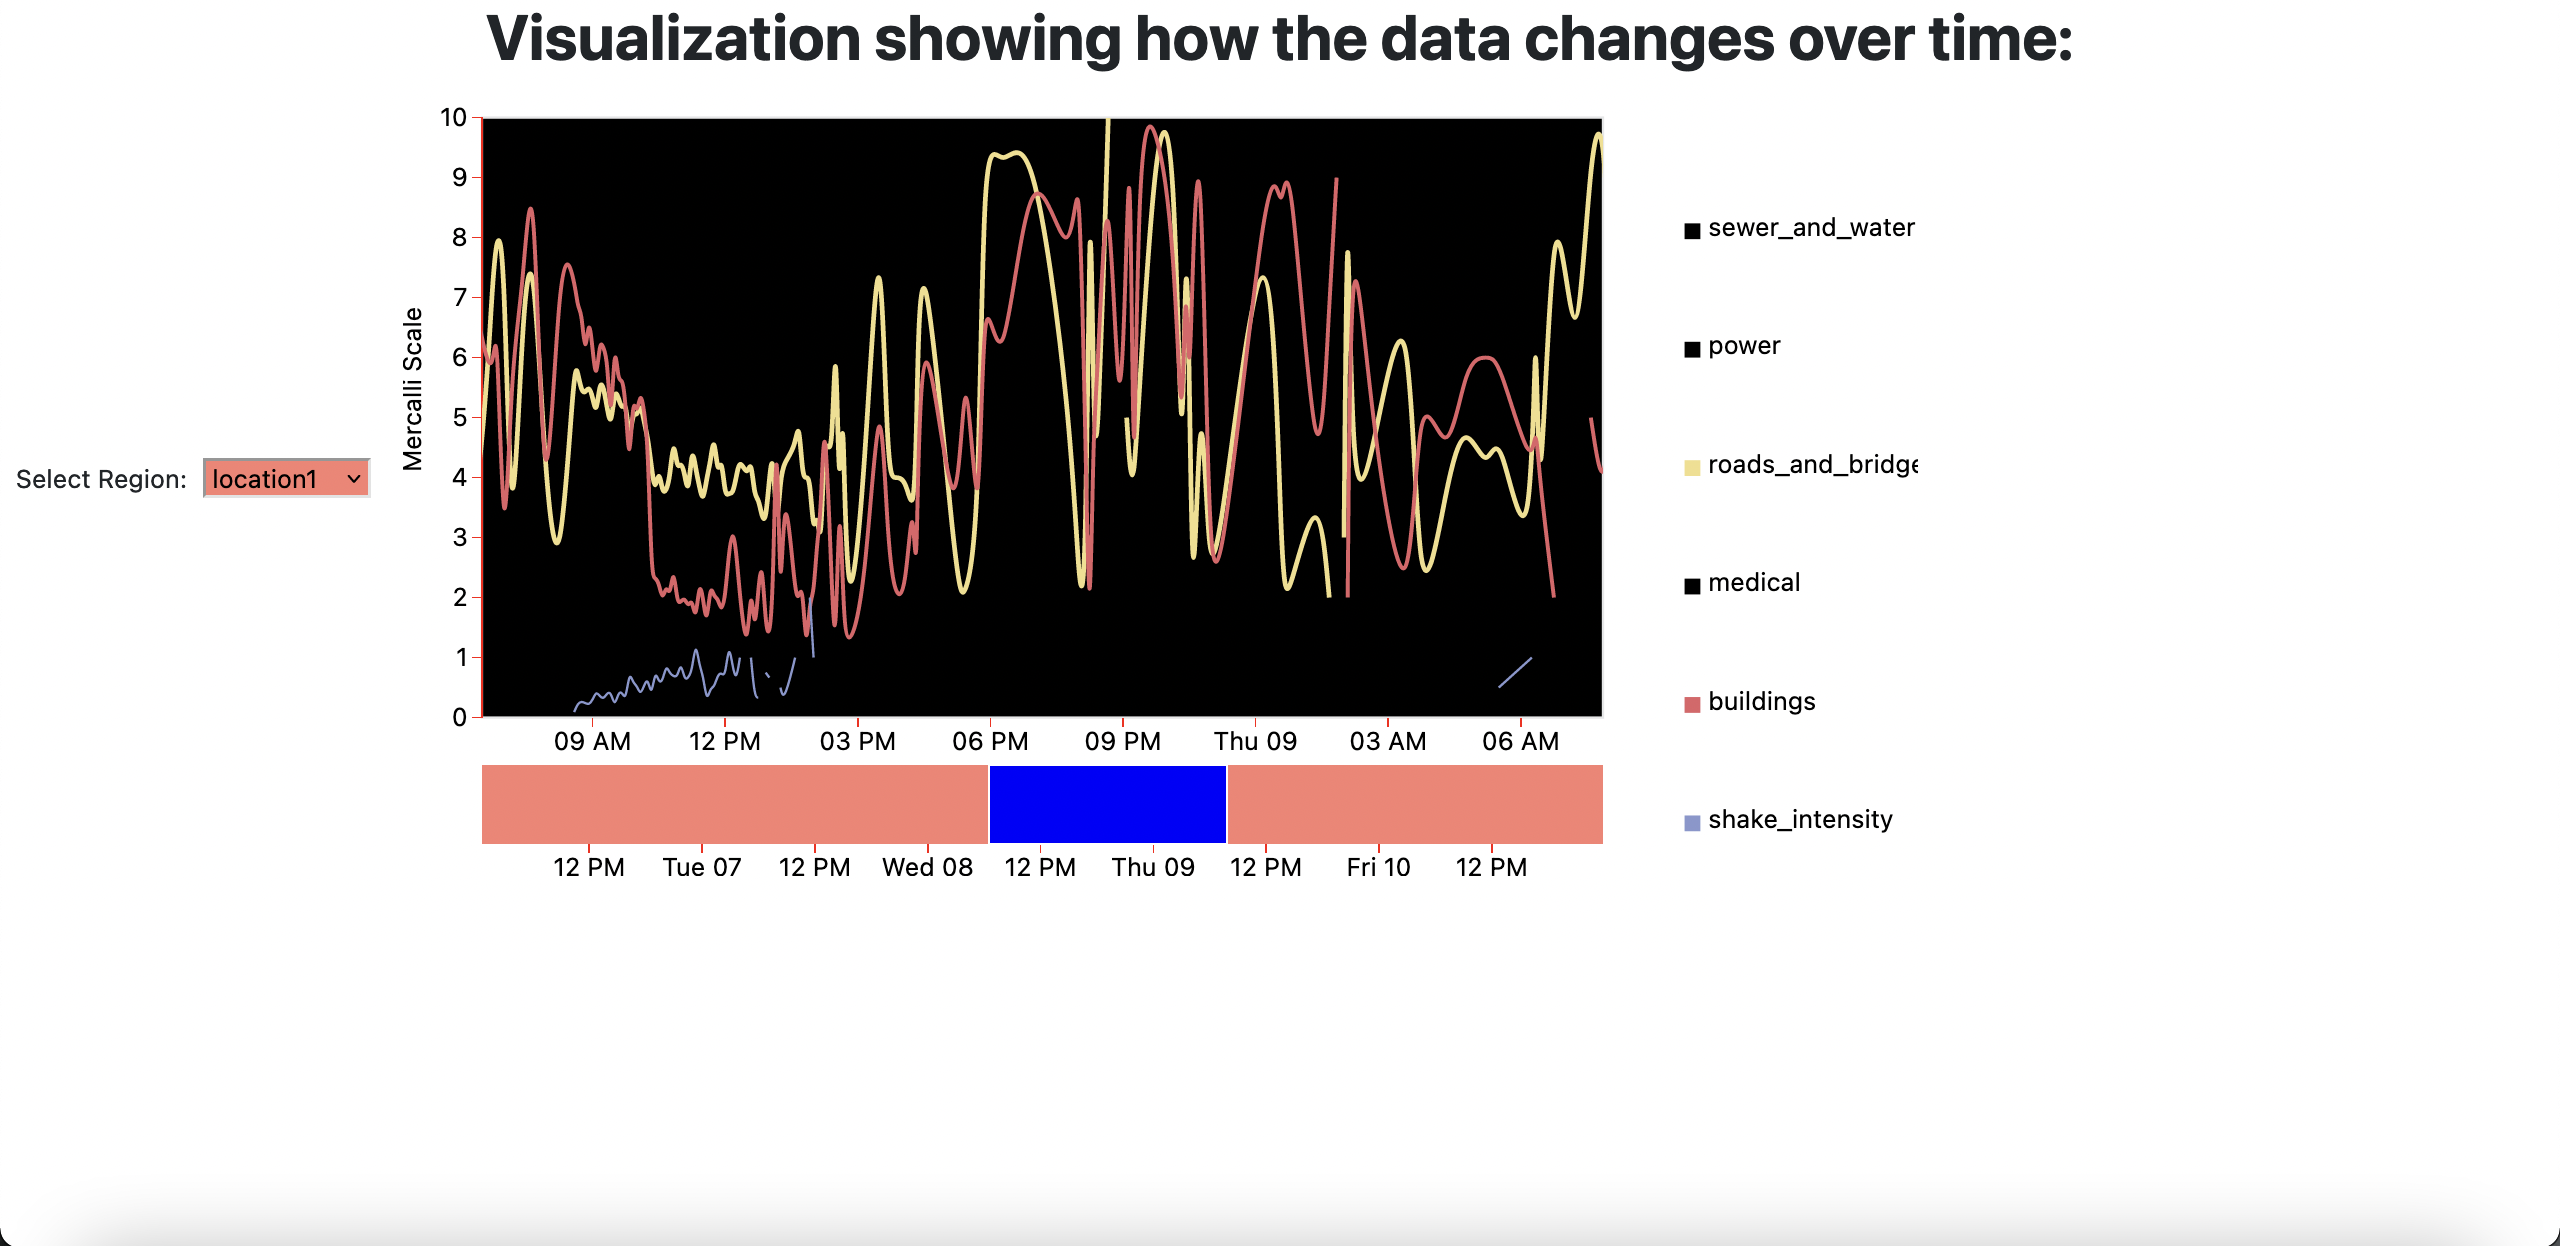 Visualization showing how the data changes over time:
Select Region:
location1
Mercalli Scale
10
9
8
7
6
5
4
3
2
1
0
09 AM 12 PM 03 PM 06 PM 09 PM Thu 09 03 AM 06 AM
12 PM Tue 07 12 PM Wed 08 12 PM Thu 09 12 PM Fri 10 12 PM
sewer_and_water
power
roads_and_bridge
medical
buildings
shake_intensity